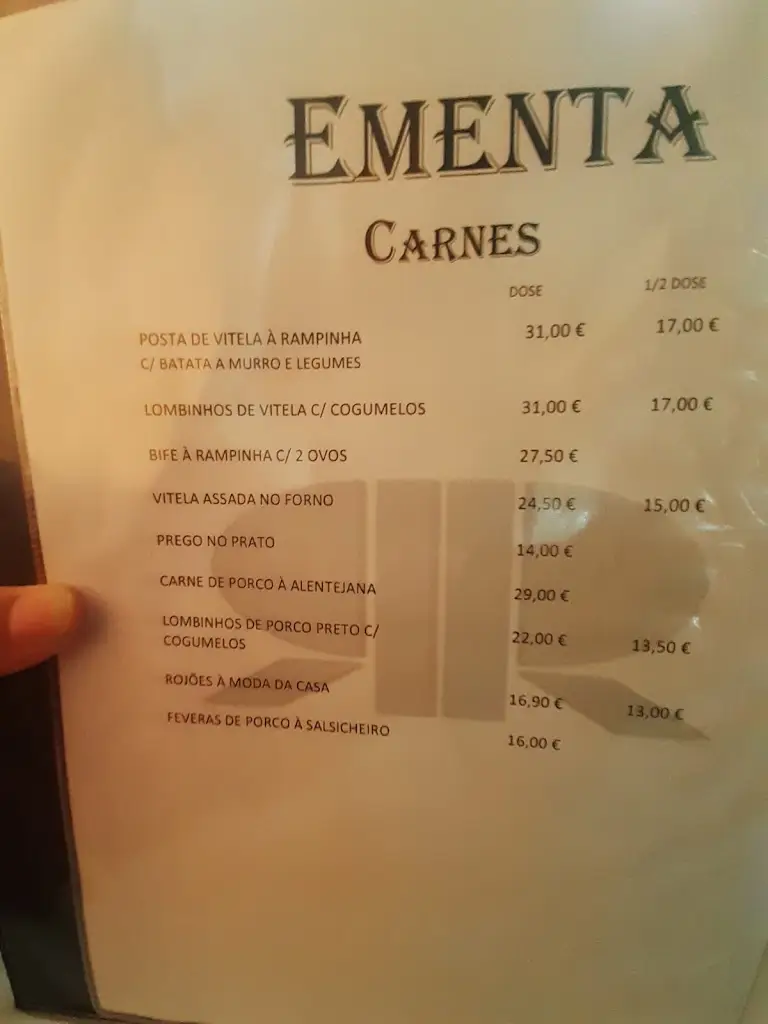 EMENTA
CARNES
DOSE 1/2 DOSE
POSTA DE VITELA À RAMPINHA 31,00 € 17,00 €
C/ BATATA A MURRO E LEGUMES
LOMBINHOS DE VITELA C/ COGUMELOS 31,00 € 17,00 €
BIFE À RAMPINHA C/ 2 OVOS 27,50 €
VITELA ASSADA NO FORNO 24,50 € 15,00 €
PREGO NO PRATO 14,00 €
CARNE DE PORCO À ALENTEJANA 29,00 €
LOMBINHOS DE PORCO PRETO C/ 22,00 € 13,50 €
COGUMELOS
ROJÕES À MODA DA CASA 16,90 € 13,00 €
FEVERAS DE PORCO À SALSICHEIRO 16,00 €